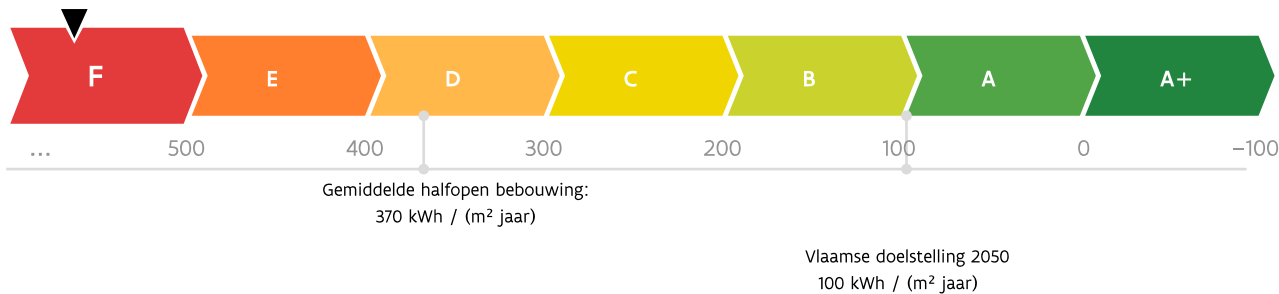 F E D C B A A+
... 500 400 300 200 100 0 −100
Gemiddelde halfopen bebouwing:
370 kWh / (m² jaar)
Vlaamse doelstelling 2050
100 kWh / (m² jaar)